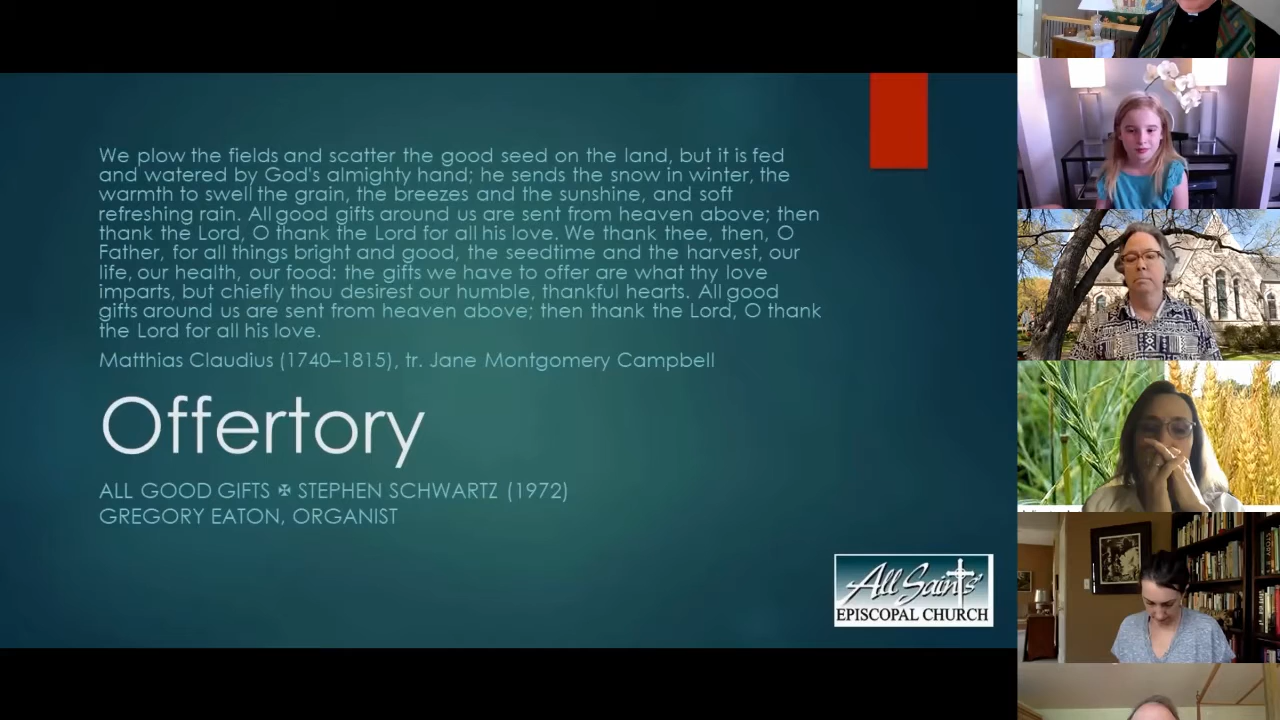 We plow the fields and scatter the good seed on the land, but it is fed
and watered by God's almighty hand; he sends the snow in winter, the
warmth to swell the grain, the breezes and the sunshine, and soft
refreshing rain. All good gifts around us are sent from heaven above; then
thank the Lord, O thank the Lord for all his love. We thank thee, then, O
Father, for all things bright and good, the seedtime and the harvest, our
life, our health, our food: the gifts we have to offer are what thy love
imparts, but chiefly thou desirest our humble, thankful hearts. All good
gifts around us are sent from heaven above; then thank the Lord, O thank
the Lord for all his love.
Matthias Claudius (1740–1815), tr. Jane Montgomery Campbell
Offertory
ALL GOOD GIFTS ✠ STEPHEN SCHWARTZ (1972)
GREGORY EATON, ORGANIST
All Saints'
EPISCOPAL CHURCH